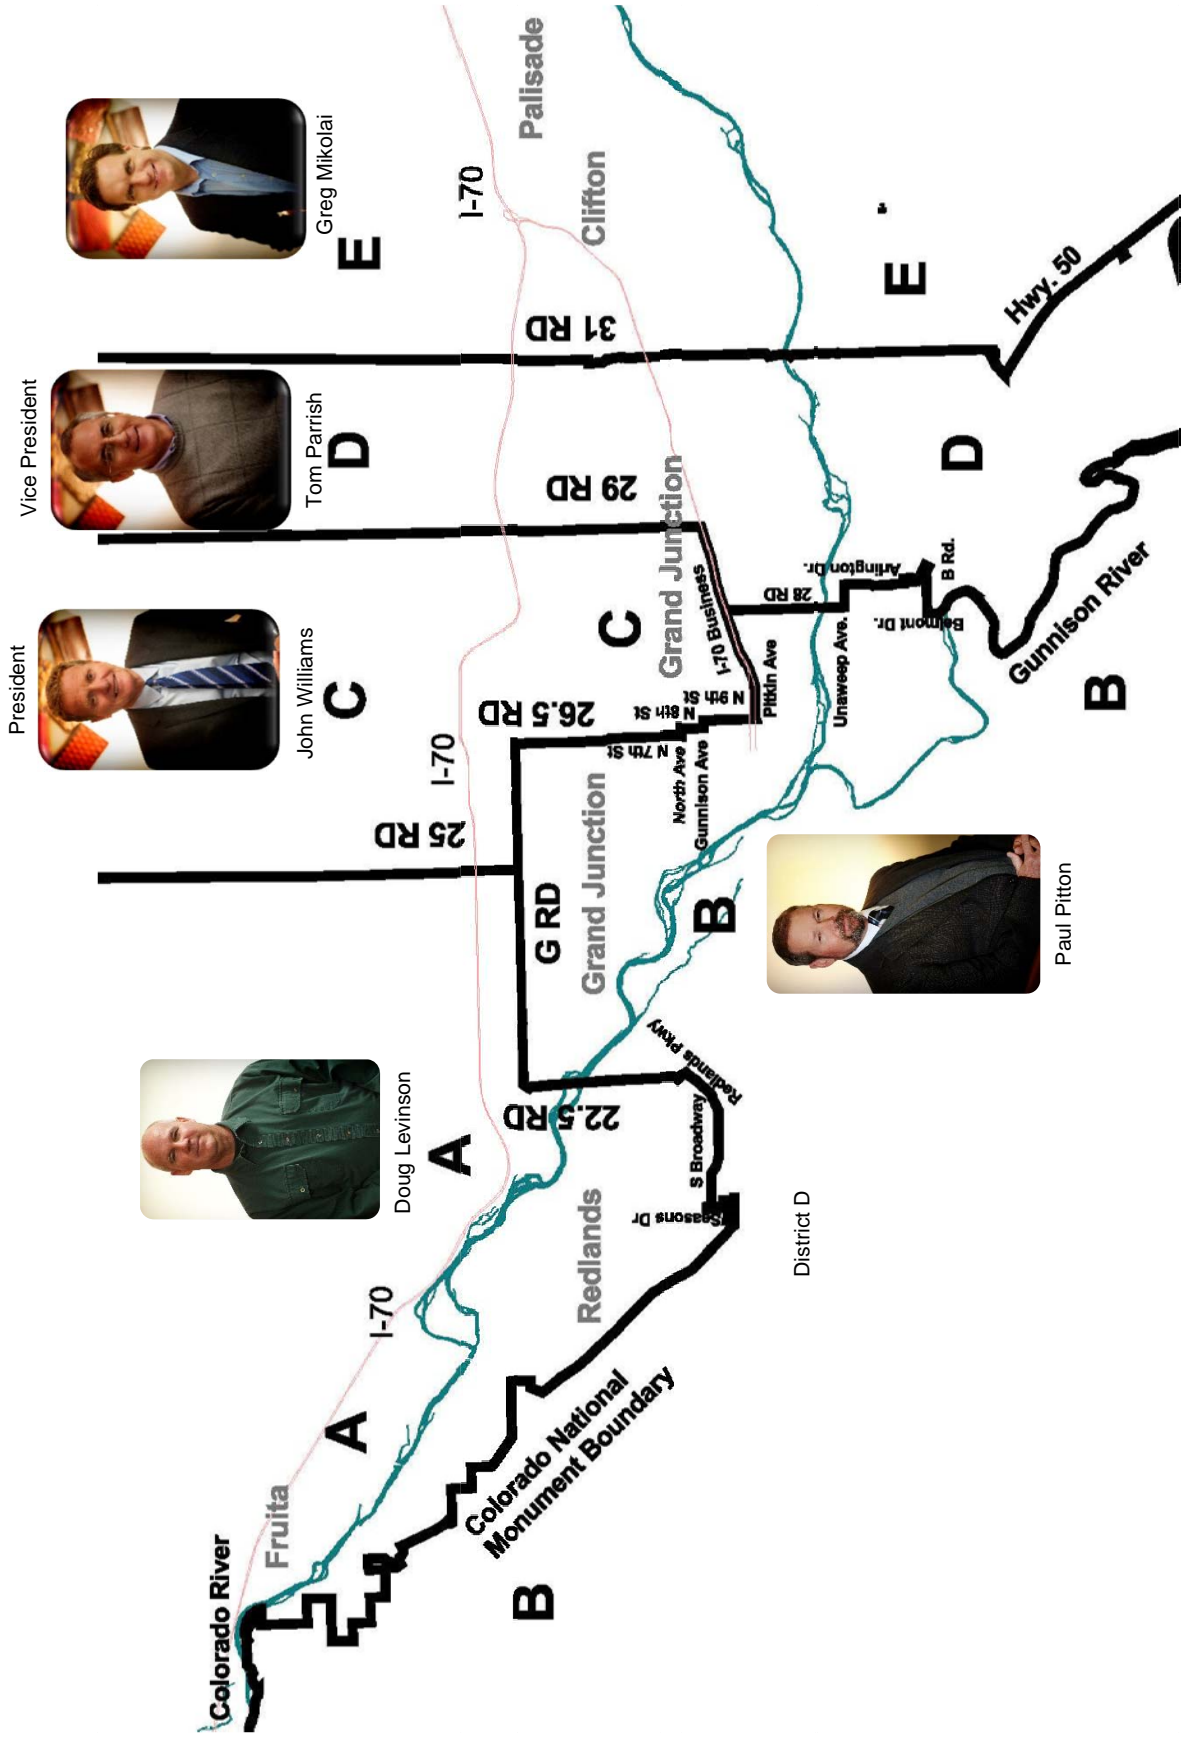 Colorado River
Fruita
A
I-70
Colorado National
Monument Boundary
B
Redlands
A
Doug Levinson
22.5 RD
Seasons Dr
S Broadway
Redlands Pkwy
District D
G RD
25 RD
I-70
Grand Junction
B
Paul Pitton
President
John Williams
C
26.5 RD
N 7th St
N 8th St
N 9th St
North Ave
Gunnison Ave
Pitkin Ave
I-70 Business
C
Grand Junction
28 RD
Unaweep Ave.
Arlington Dr.
B Rd.
Belmont Dr.
Gunnison River
B
Vice President
Tom Parrish
D
29 RD
D
31 RD
Greg Mikolai
E
I-70
Palisade
Clifton
E
Hwy. 50